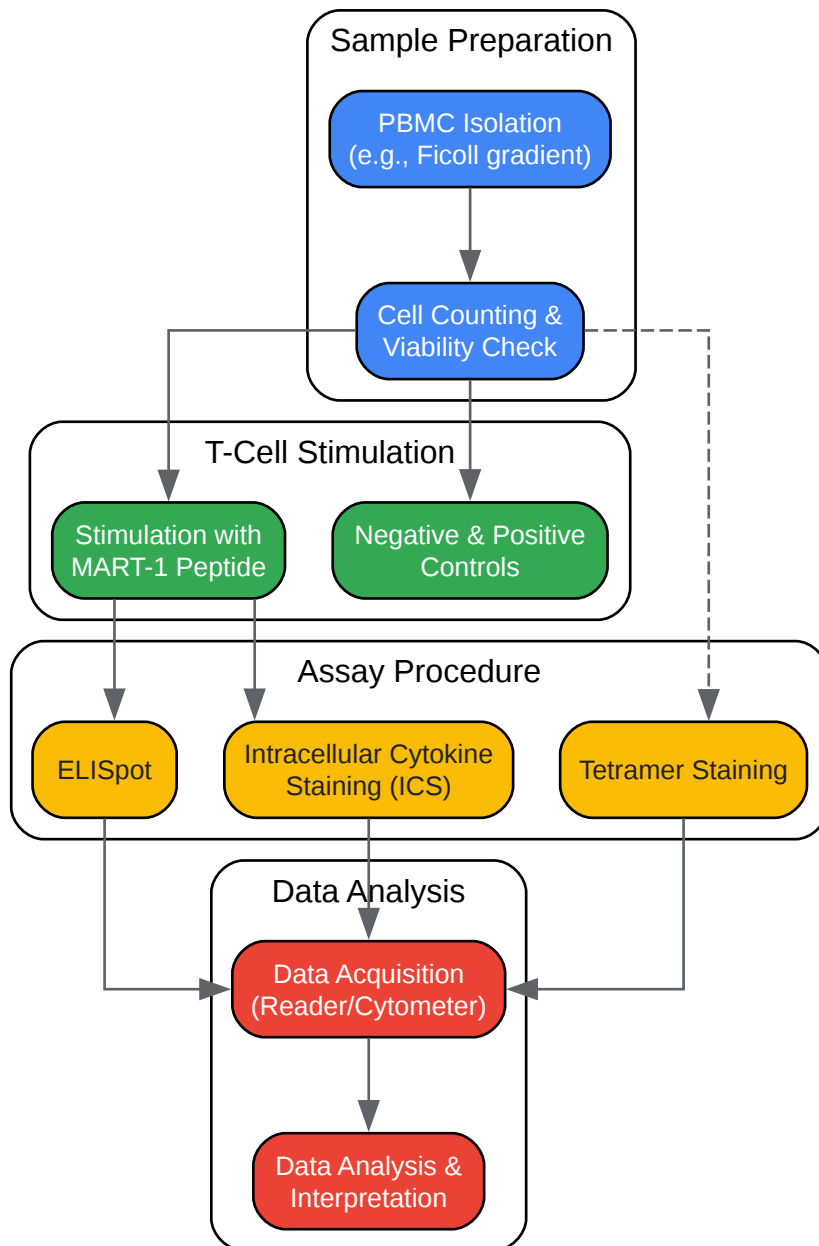 Sample Preparation
PBMC Isolation
(e.g., Ficoll gradient)
Cell Counting &
Viability Check
T-Cell Stimulation
Stimulation with
MART-1 Peptide
Negative & Positive
Controls
Assay Procedure
ELISpot
Intracellular Cytokine
Staining (ICS)
Tetramer Staining
Data Analysis
Data Acquisition
(Reader/Cytometer)
Data Analysis &
Interpretation